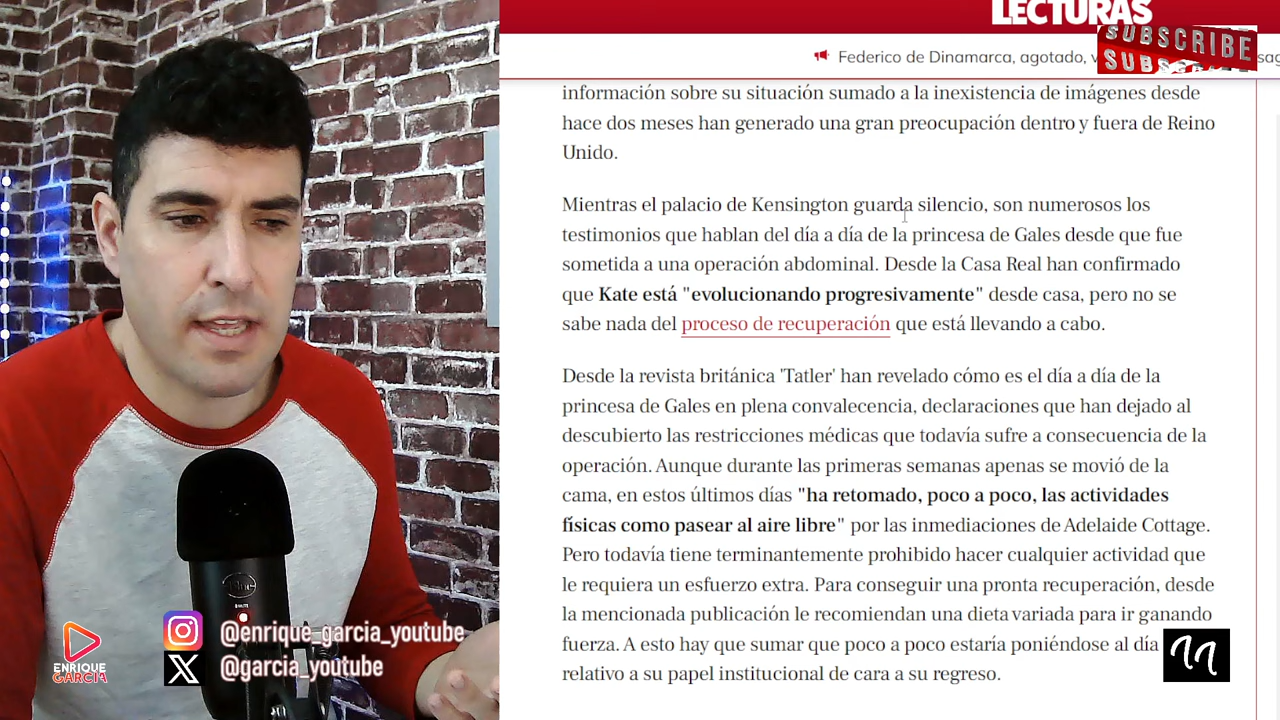 LECTURAS
SUBSCRIBE
Federico de Dinamarca, agotado,
información sobre su situación sumado a la inexistencia de imágenes desde
hace dos meses han generado una gran preocupación dentro y fuera de Reino
Unido.
Mientras el palacio de Kensington guarda silencio, son numerosos los
testimonios que hablan del día a día de la princesa de Gales desde que fue
sometida a una operación abdominal. Desde la Casa Real han confirmado
que Kate está "evolucionando progresivamente" desde casa, pero no se
sabe nada del proceso de recuperación que está llevando a cabo.
Desde la revista británica 'Tatler' han revelado cómo es el día a día de la
princesa de Gales en plena convalecencia, declaraciones que han dejado al
descubierto las restricciones médicas que todavía sufre a consecuencia de la
operación. Aunque durante las primeras semanas apenas se movió de la
cama, en estos últimos días "ha retomado, poco a poco, las actividades
físicas como pasear al aire libre" por las inmediaciones de Adelaide Cottage.
Pero todavía tiene terminantemente prohibido hacer cualquier actividad que
le requiera un esfuerzo extra. Para conseguir una pronta recuperación, desde
la mencionada publicación le recomiendan una dieta variada para ir ganando
fuerza. A esto hay que sumar que poco a poco estaría poniéndose al día
relativo a su papel institucional de cara a su regreso.
blue
@enrique_garcia_youtube
@garcia_youtube
ENRIQUE
GARCIA